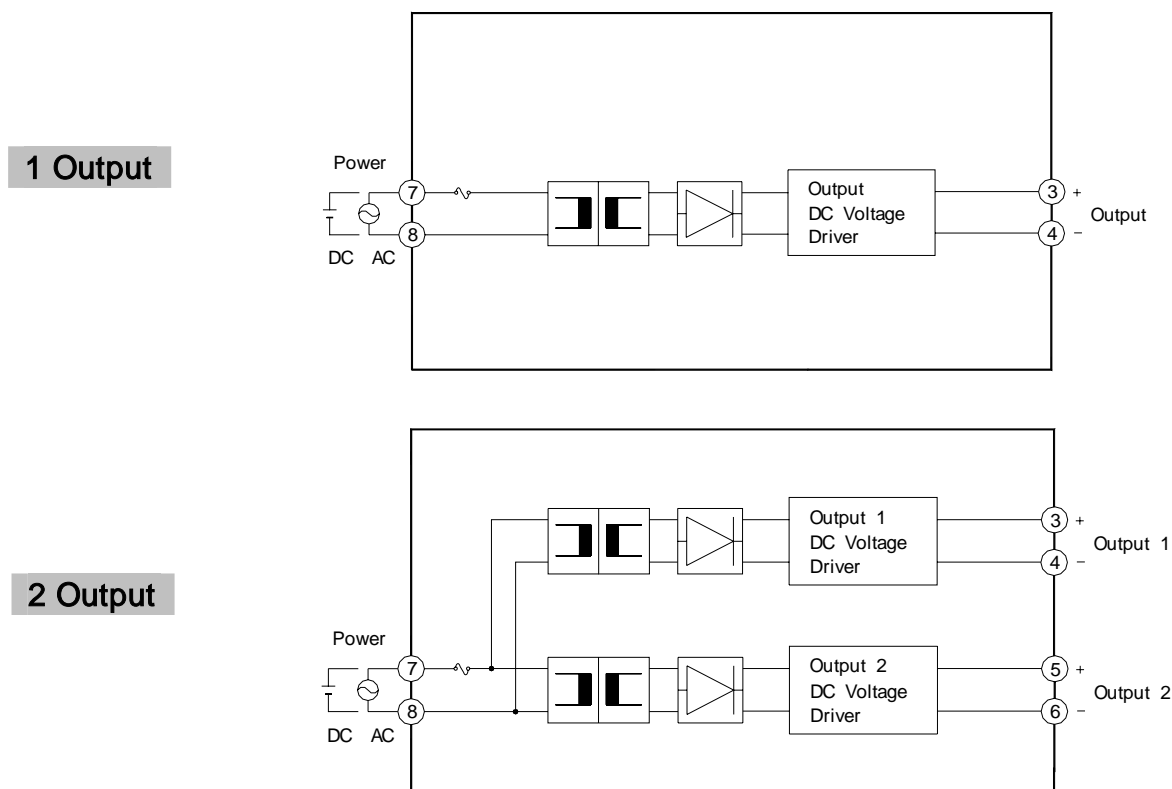 1 Output
Power
7
8
DC AC
Output
DC Voltage
Driver
3 +
4 −
Output
2 Output
Power
7
8
DC AC
Output 1
DC Voltage
Driver
3 +
4 −
Output 1
Output 2
DC Voltage
Driver
5 +
6 −
Output 2